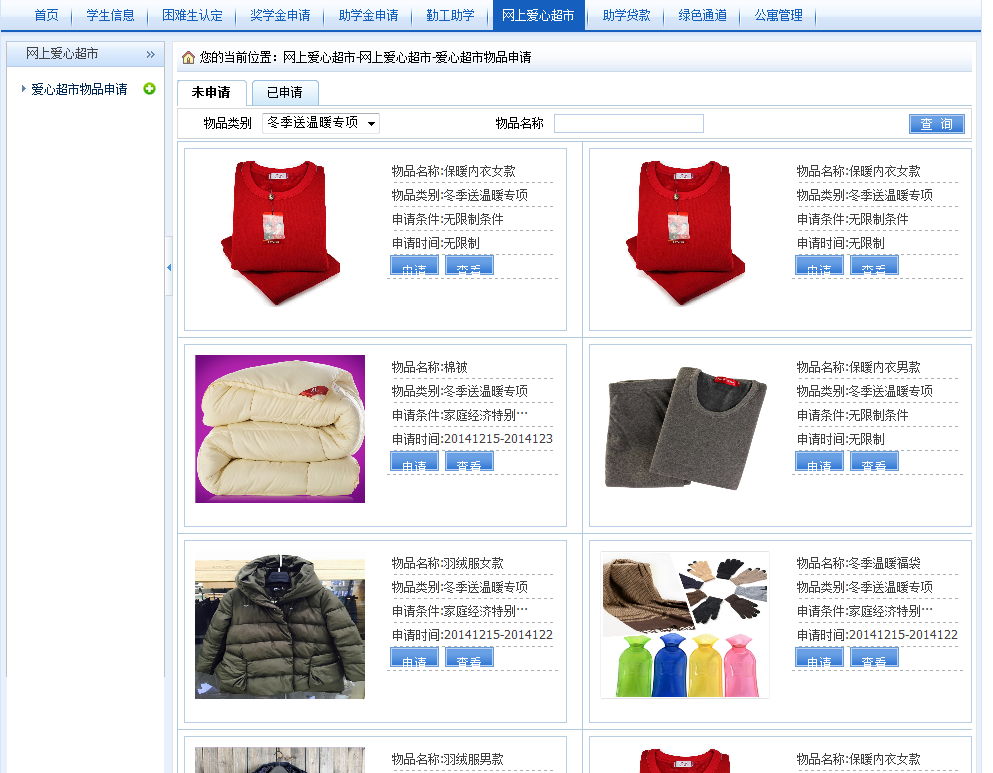 首页 学生信息 困难生认定 奖学金申请 助学金申请 勤工助学 网上爱心超市 助学贷款 绿色通道 公寓管理
网上爱心超市 »
爱心超市物品申请
您的当前位置：网上爱心超市-网上爱心超市-爱心超市物品申请
未申请 已申请
物品类别 冬季送温暖专项 物品名称 查 询
物品名称:保暖内衣女款
物品类别:冬季送温暖专项
申请条件:无限制条件
申请时间:无限制
申请 查看
物品名称:保暖内衣女款
物品类别:冬季送温暖专项
申请条件:无限制条件
申请时间:无限制
申请 查看
物品名称:棉被
物品类别:冬季送温暖专项
申请条件:家庭经济特别…
申请时间:20141215-2014123
申请 查看
物品名称:保暖内衣男款
物品类别:冬季送温暖专项
申请条件:无限制条件
申请时间:无限制
申请 查看
物品名称:羽绒服女款
物品类别:冬季送温暖专项
申请条件:家庭经济特别…
申请时间:20141215-2014122
申请 查看
物品名称:冬季温暖福袋
物品类别:冬季送温暖专项
申请条件:家庭经济特别…
申请时间:20141215-2014122
申请 查看
物品名称:羽绒服男款
物品名称:保暖内衣女款